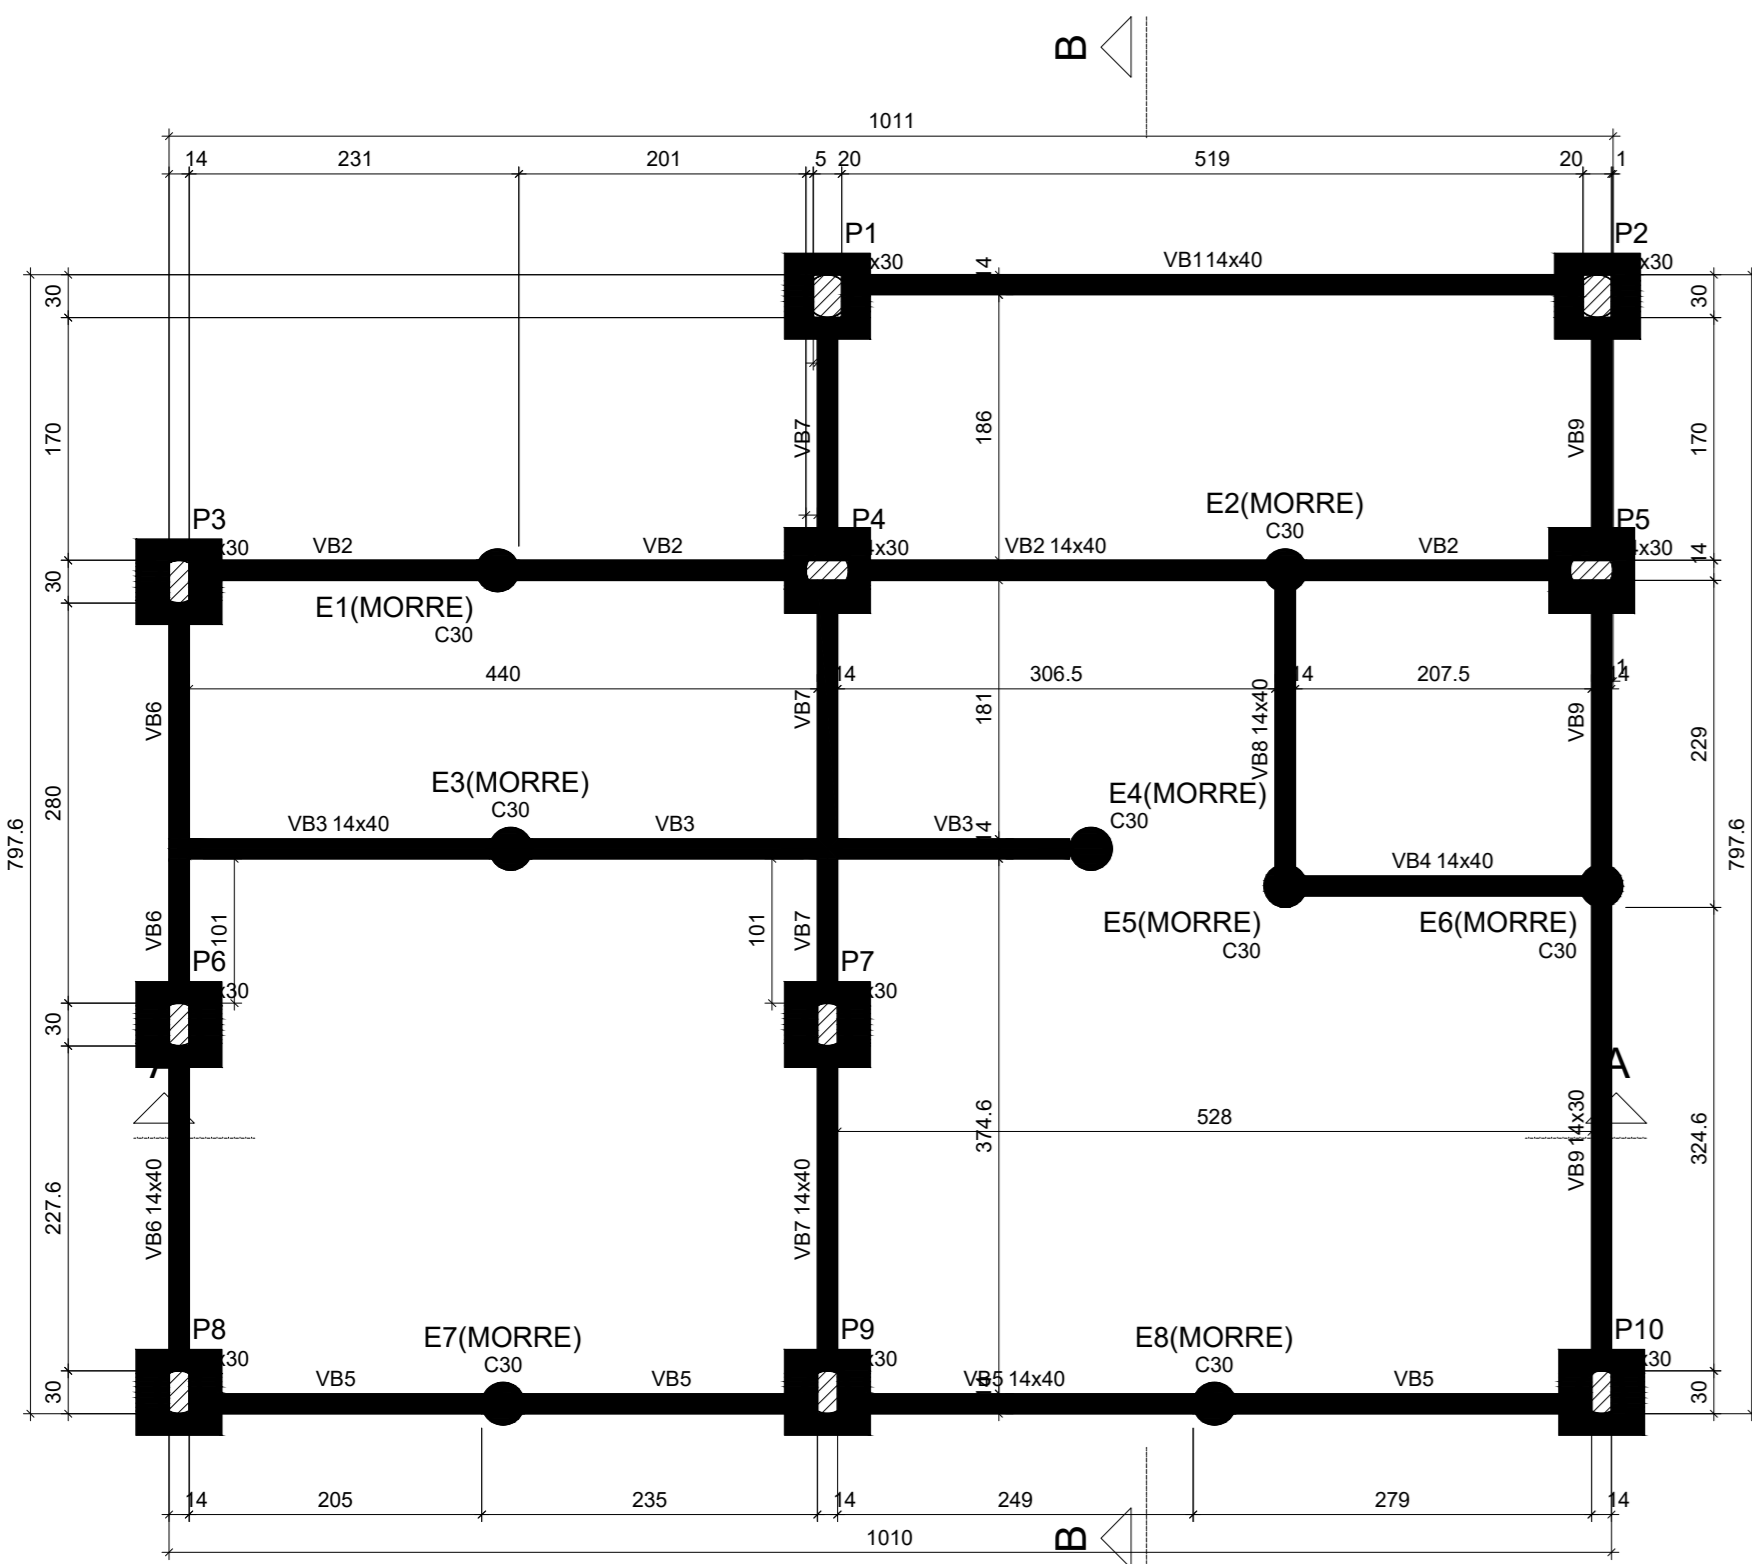 B
1011
14 231 201 5 20 519 20 1
P1 P2
x30 VB114x40 x30
14
30 30
170 186 VB7 VB9 170
E2(MORRE)
C30
P3 P4 P5
x30 VB2 VB2 4x30 VB2 14x40 VB2 4x30
14
30
E1(MORRE)
C30
440 14 306.5 14 207.5 14
1
VB6 VB7 181 VB8 14x40 VB9 229
E3(MORRE) E4(MORRE)
C30 C30
280
797.6 797.6
VB3 14x40 VB3 VB3 14
VB4 14x40
VB6 101 101 VB7
E5(MORRE) E6(MORRE)
C30 C30
P6 P7
x30 x30
30
A A
528
374.6 324.6
VB6 14x40 VB7 14x40 VB9 14x30
227.6
P8 E7(MORRE) P9 E8(MORRE) P10
x30 C30 x30 C30 x30
VB5 VB5 VB5 14x40 VB5
30 30
14 205 235 14 249 279 14
1010
B